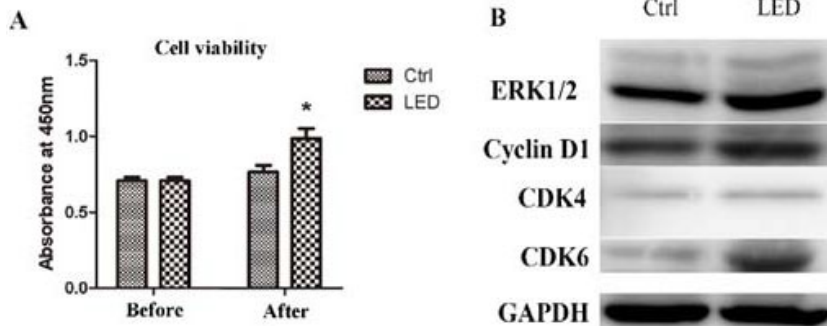 A
Cell viability
Absorbance at 450nm
1.5
1.0
0.5
0.0
*
Before
After
Ctrl
LED
B
Ctrl
LED
ERK1/2
Cyclin D1
CDK4
CDK6
GAPDH